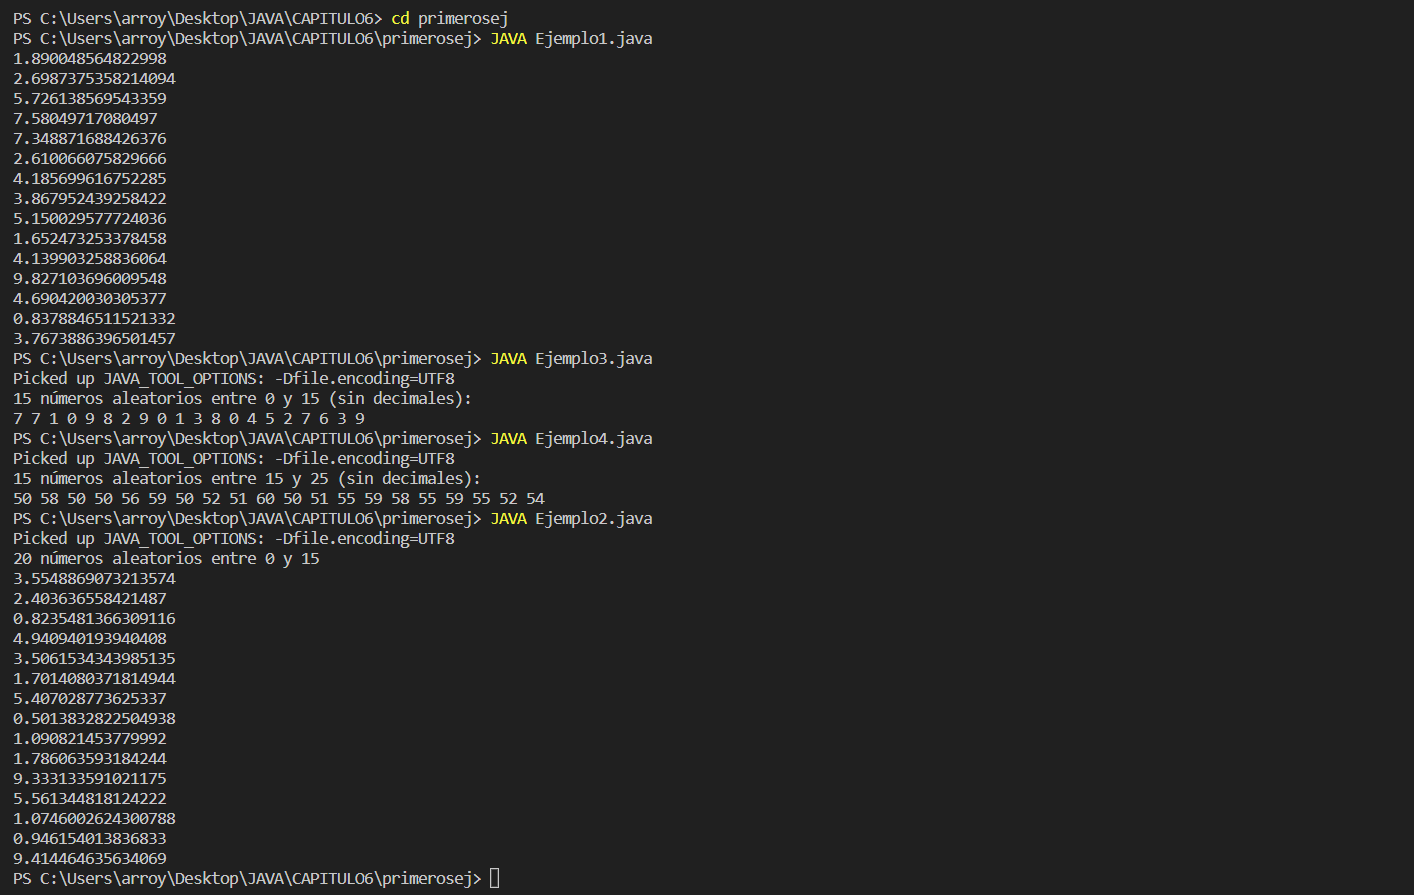 PS C:\Users\arroy\Desktop\JAVA\CAPITULO6> cd primerosej
PS C:\Users\arroy\Desktop\JAVA\CAPITULO6\primerosej> JAVA Ejemplo1.java
1.890048564822998
2.6987375358214094
5.726138569543359
7.58049717080497
7.348871688426376
2.610066075829666
4.185699616752285
3.867952439258422
5.150029577724036
1.652473253378458
4.139903258836064
9.827103696009548
4.690420030305377
0.8378846511521332
3.7673886396501457
PS C:\Users\arroy\Desktop\JAVA\CAPITULO6\primerosej> JAVA Ejemplo3.java
Picked up JAVA_TOOL_OPTIONS: -Dfile.encoding=UTF8
15 números aleatorios entre 0 y 15 (sin decimales):
7 7 1 0 9 8 2 9 0 1 3 8 0 4 5 2 7 6 3 9
PS C:\Users\arroy\Desktop\JAVA\CAPITULO6\primerosej> JAVA Ejemplo4.java
Picked up JAVA_TOOL_OPTIONS: -Dfile.encoding=UTF8
15 números aleatorios entre 15 y 25 (sin decimales):
50 58 50 50 56 59 50 52 51 60 50 51 55 59 58 55 59 55 52 54
PS C:\Users\arroy\Desktop\JAVA\CAPITULO6\primerosej> JAVA Ejemplo2.java
Picked up JAVA_TOOL_OPTIONS: -Dfile.encoding=UTF8
20 números aleatorios entre 0 y 15
3.5548869073213574
2.403636558421487
0.8235481366309116
4.940940193940408
3.5061534343985135
1.7014080371814944
5.407028773625337
0.5013832822504938
1.090821453779992
1.786063593184244
9.333133591021175
5.561344818124222
1.0746002624300788
0.946154013836833
9.414464635634069
PS C:\Users\arroy\Desktop\JAVA\CAPITULO6\primerosej>